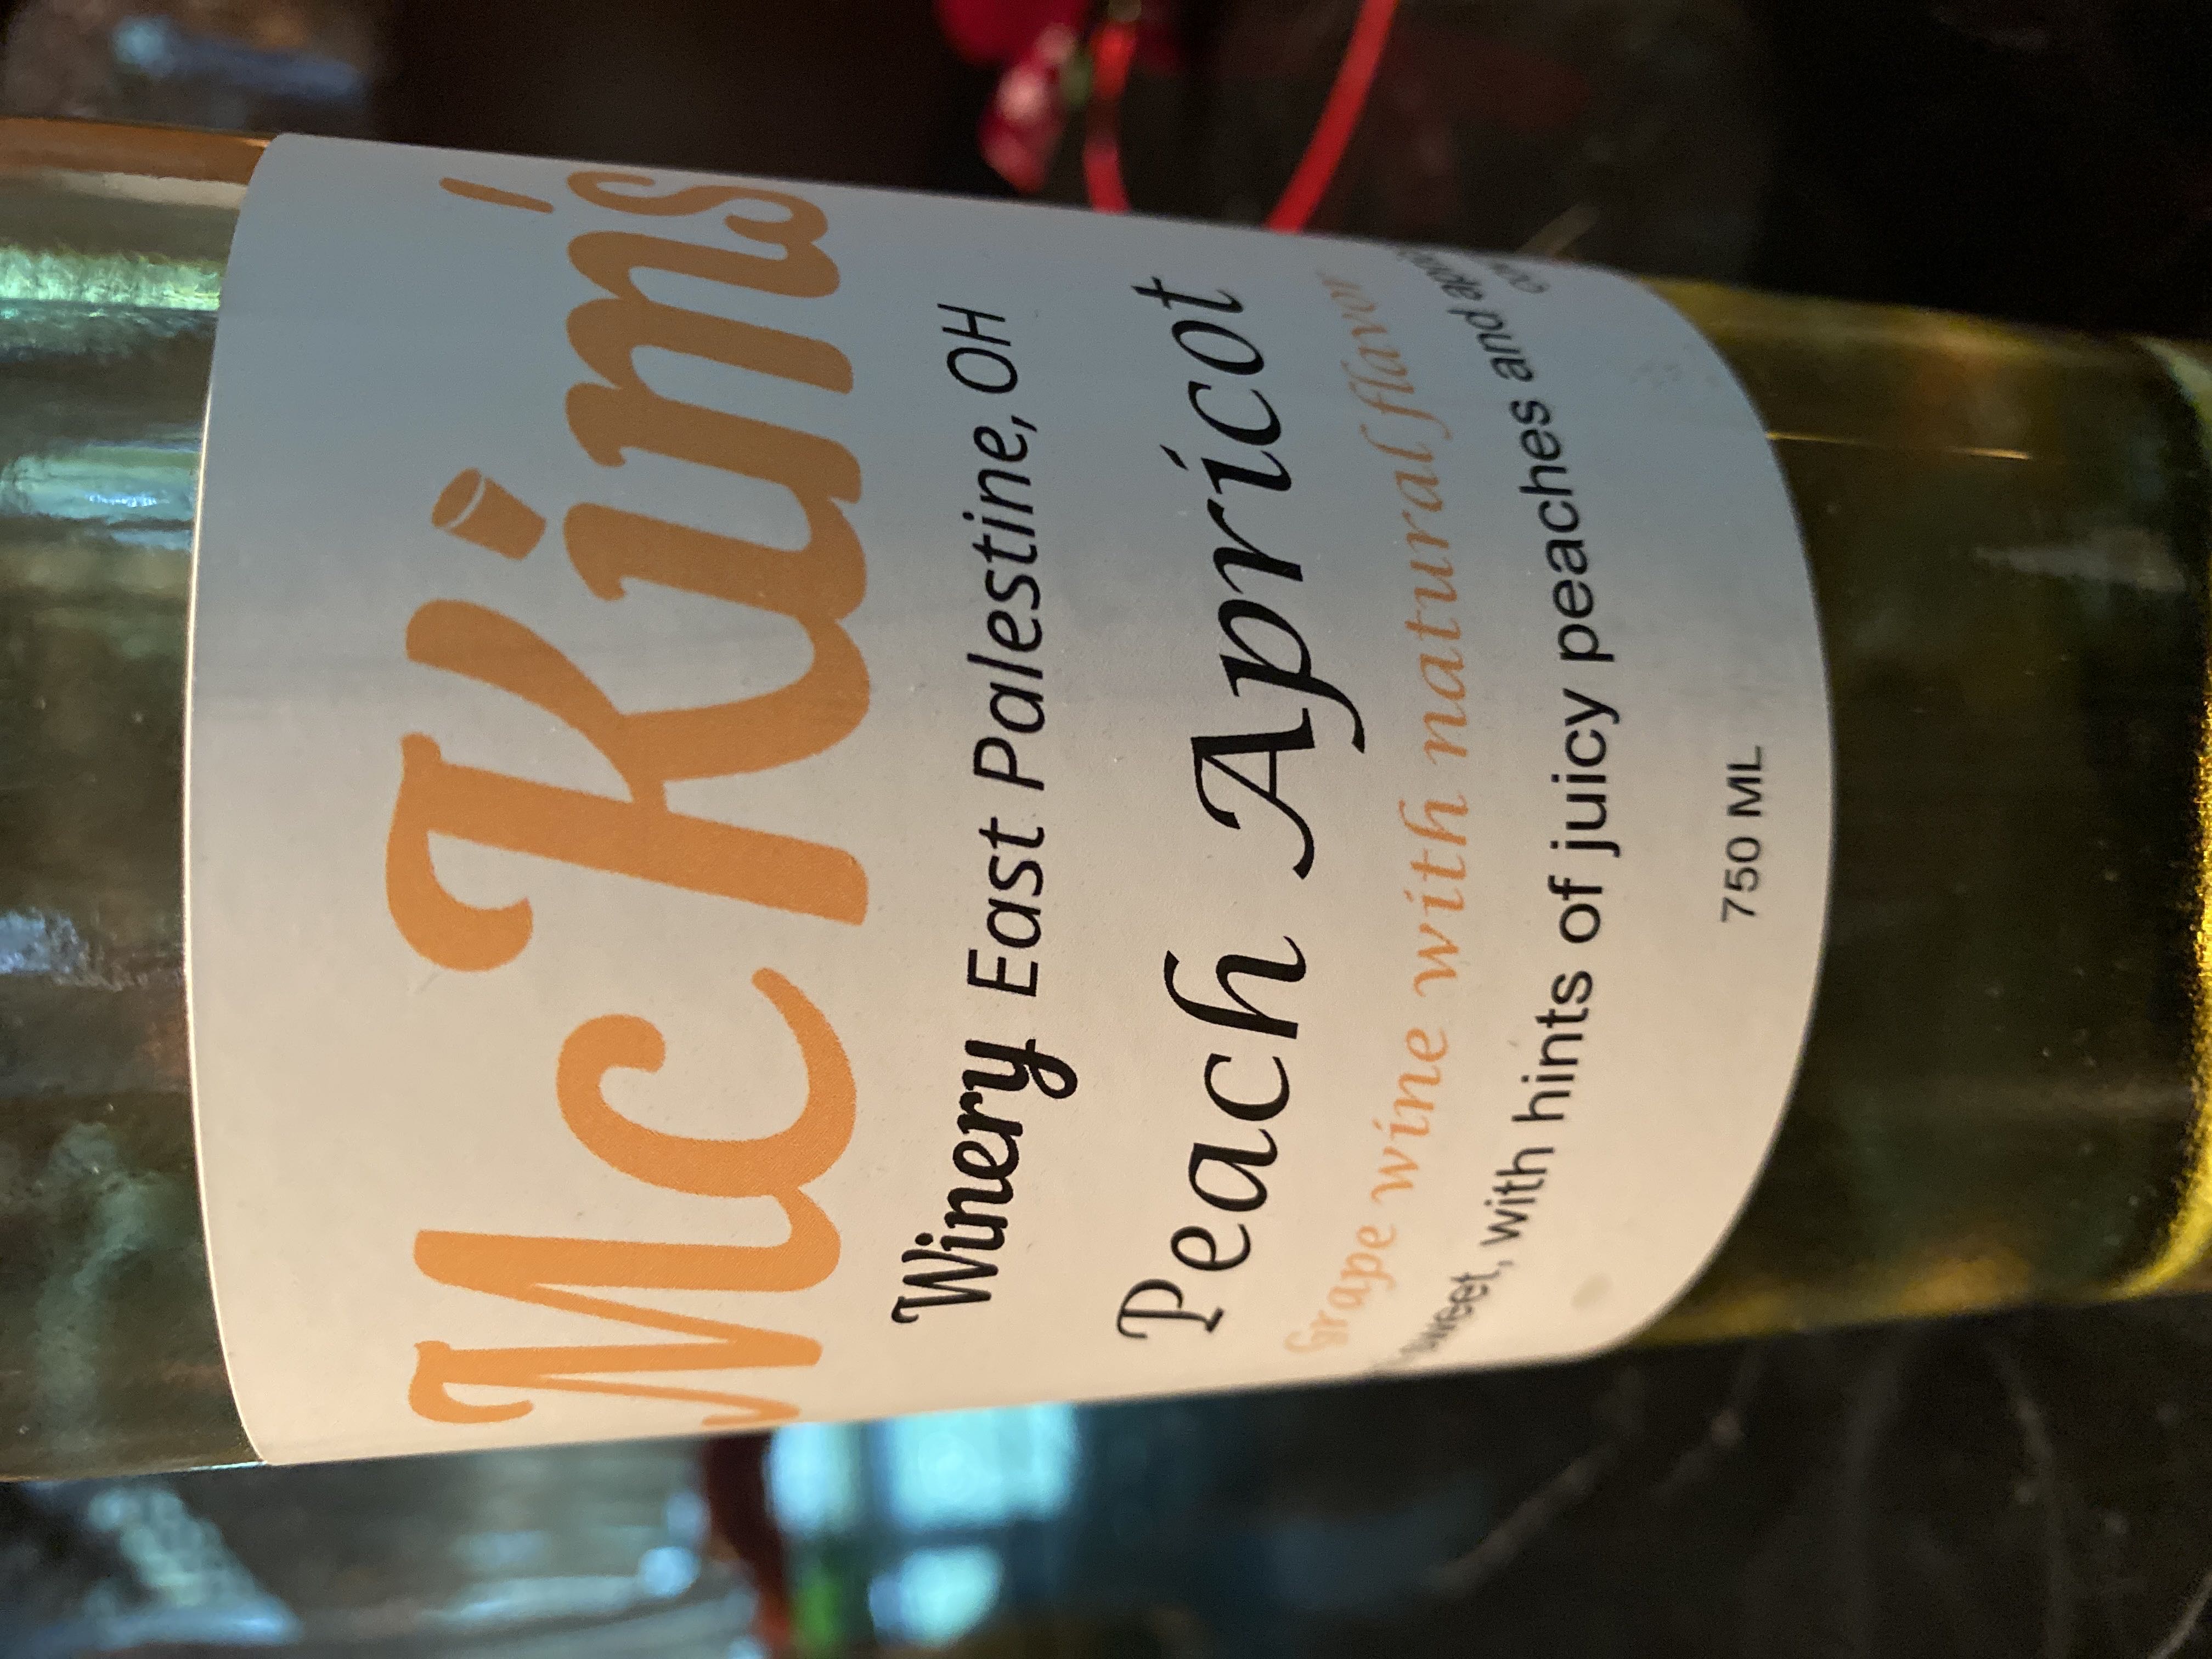 McKim's
Winery East Palestine, OH
Peach Apricot
Grape wine with natural flavor
sweet, with hints of juicy peaches and
750 ML